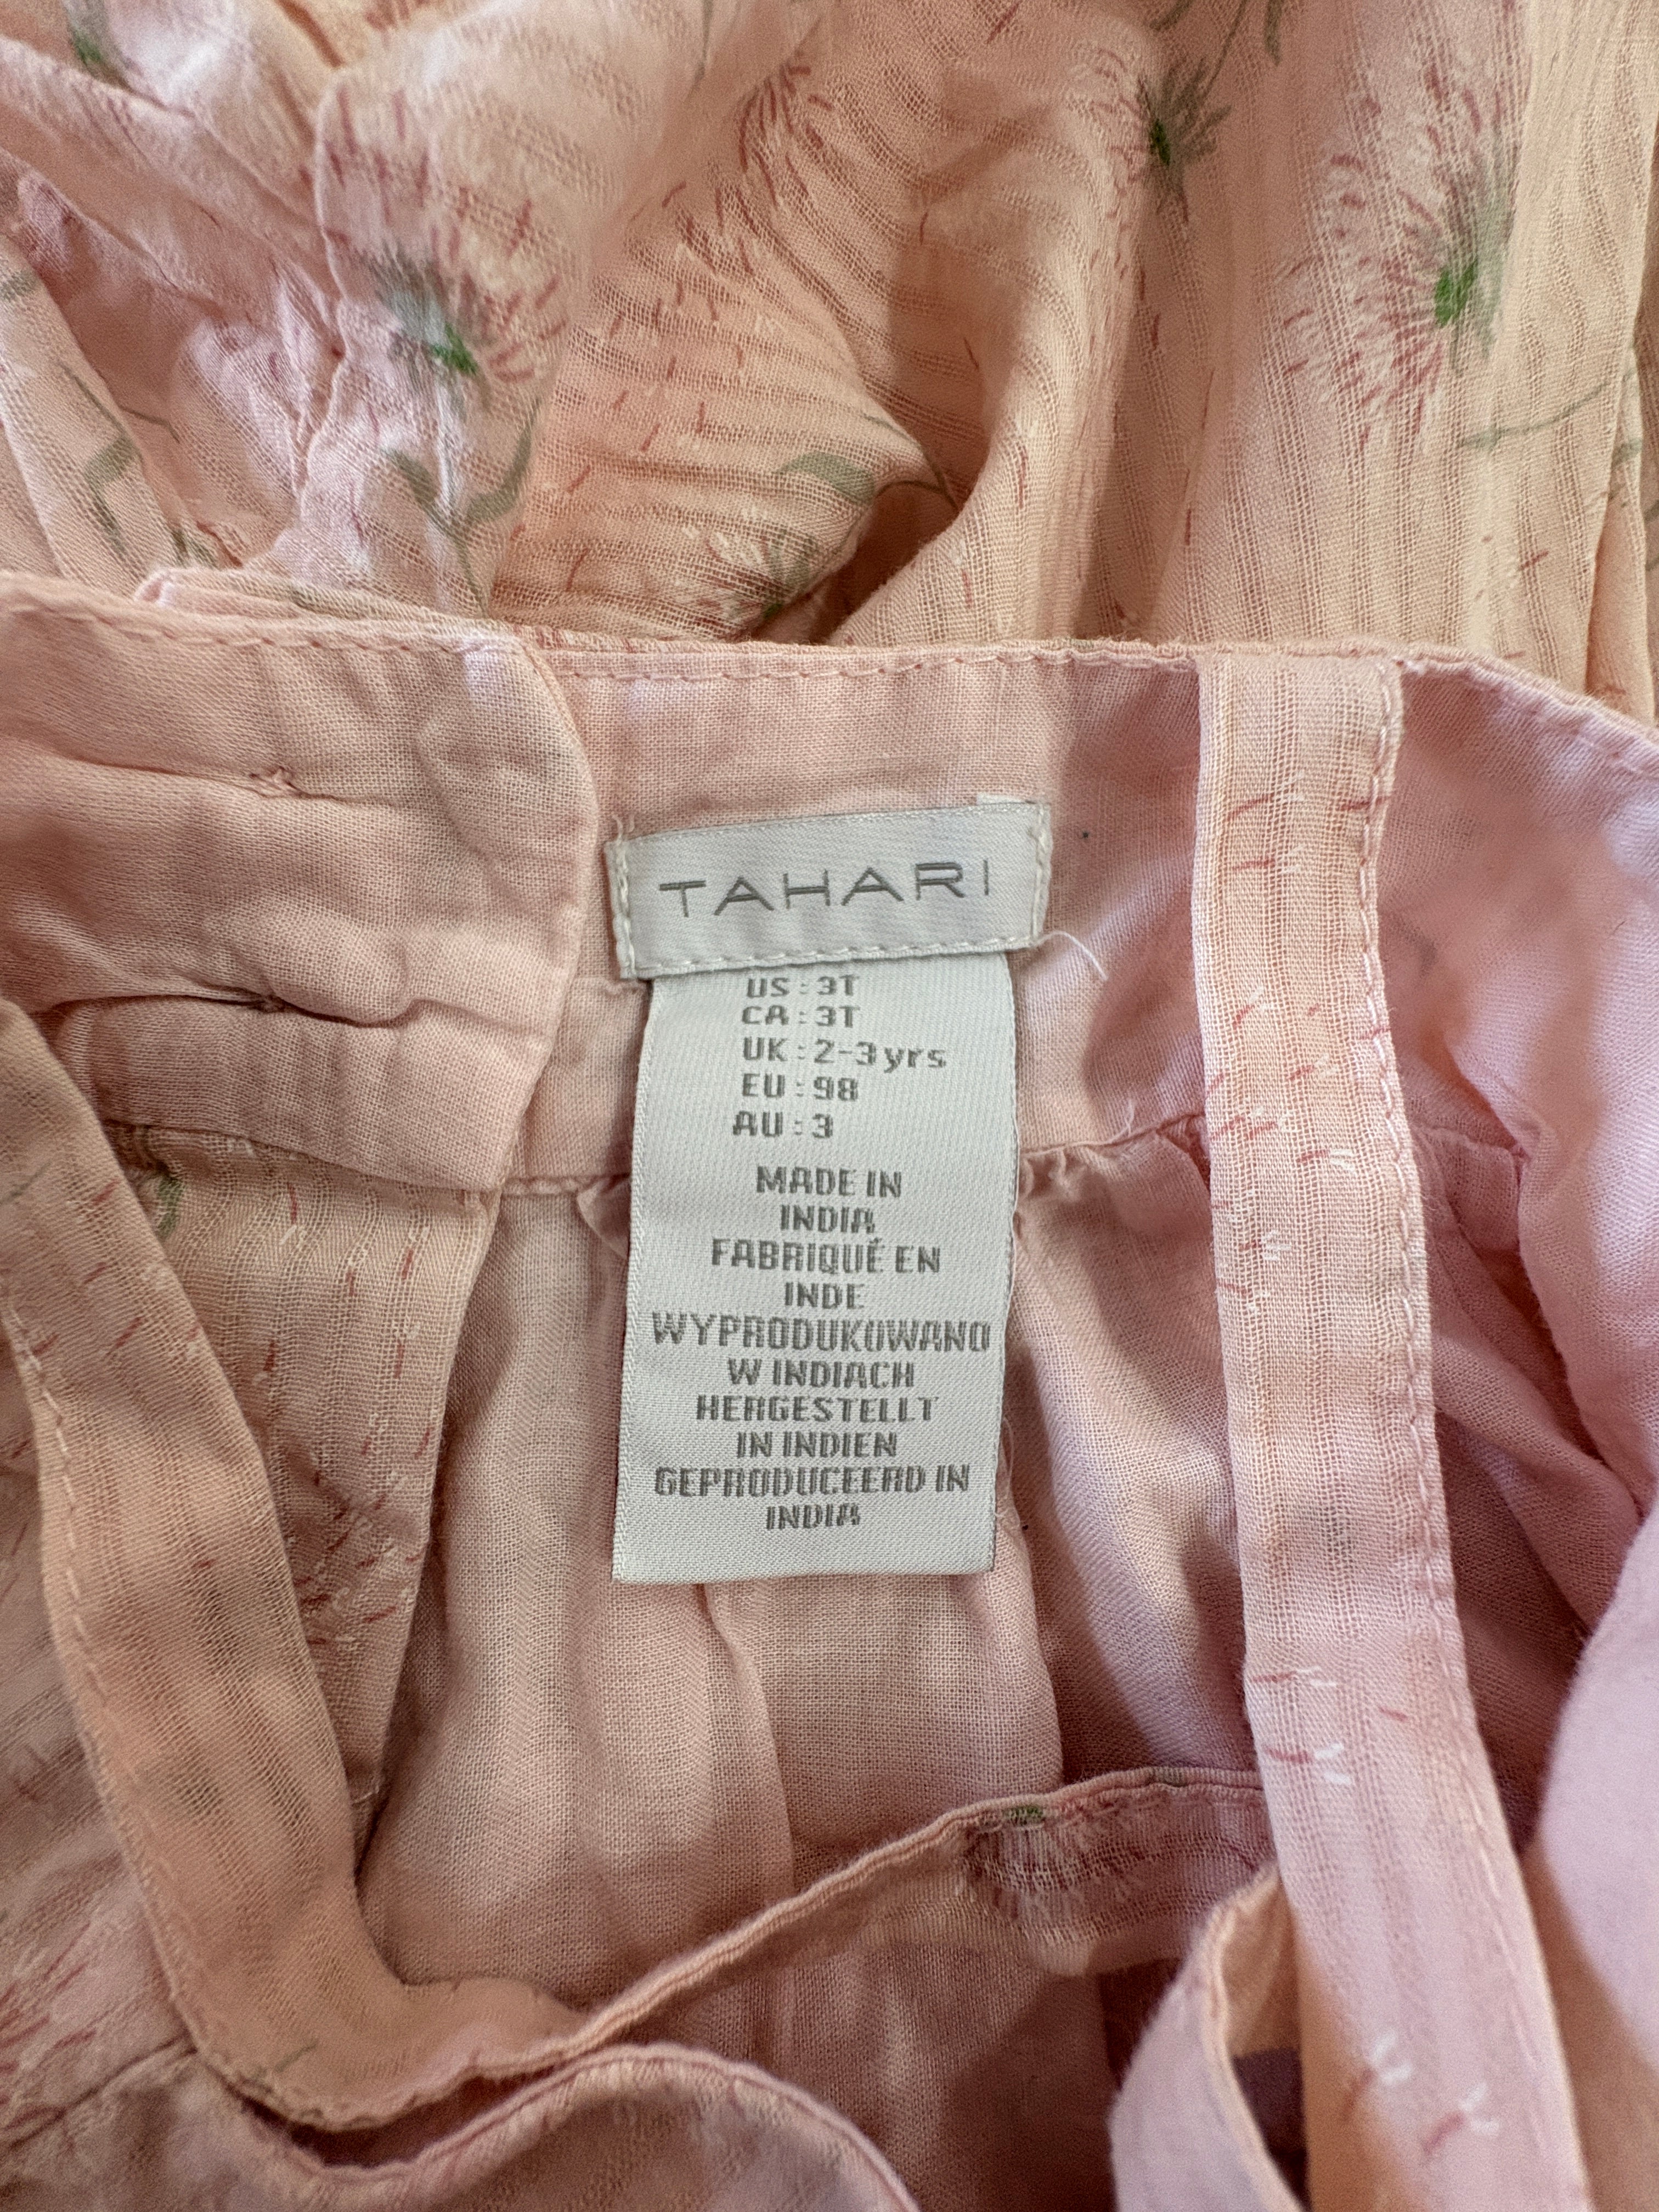 TAHARI
US : 3T
CA : 3T
UK : 2-3 yrs
EU : 98
AU : 3
MADE IN
INDIA
FABRIQUÉ EN
INDE
WYPRODUKOWANO
W INDIACH
HERGESTELLT
IN INDIEN
GEPRODUCEERD IN
INDIA